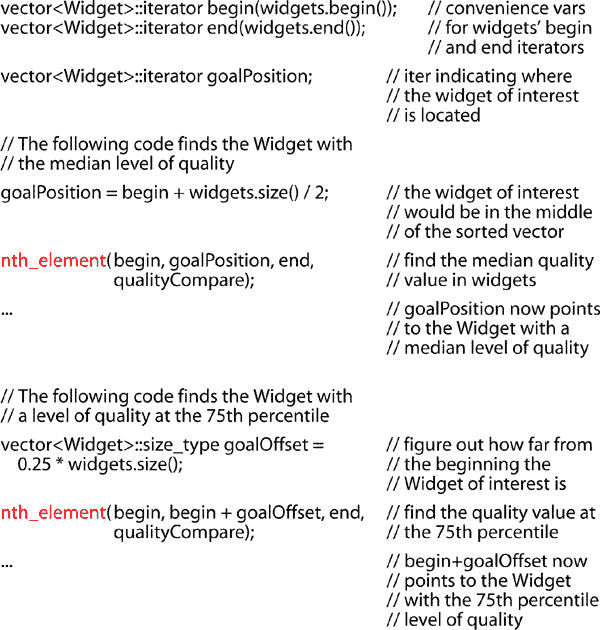 vector<Widget>::iterator begin(widgets.begin()); // convenience vars
vector<Widget>::iterator end(widgets.end()); // for widgets’ begin
// and end iterators
vector<Widget>::iterator goalPosition; // iter indicating where
// the widget of interest
// is located
// The following code finds the Widget with
// the median level of quality
goalPosition = begin + widgets.size() / 2; // the widget of interest
// would be in the middle
// of the sorted vector
nth_element( begin, goalPosition, end, // find the median quality
qualityCompare); // value in widgets
... // goalPosition now points
// to the Widget with a
// median level of quality
// The following code finds the Widget with
// a level of quality at the 75th percentile
vector<Widget>::size_type goalOffset = // figure out how far from
0.25 * widgets.size(); // the beginning the
// Widget of interest is
nth_element( begin, begin + goalOffset, end, // find the quality value at
qualityCompare); // the 75th percentile
... // begin+goalOffset now
// points to the Widget
// with the 75th percentile
// level of quality